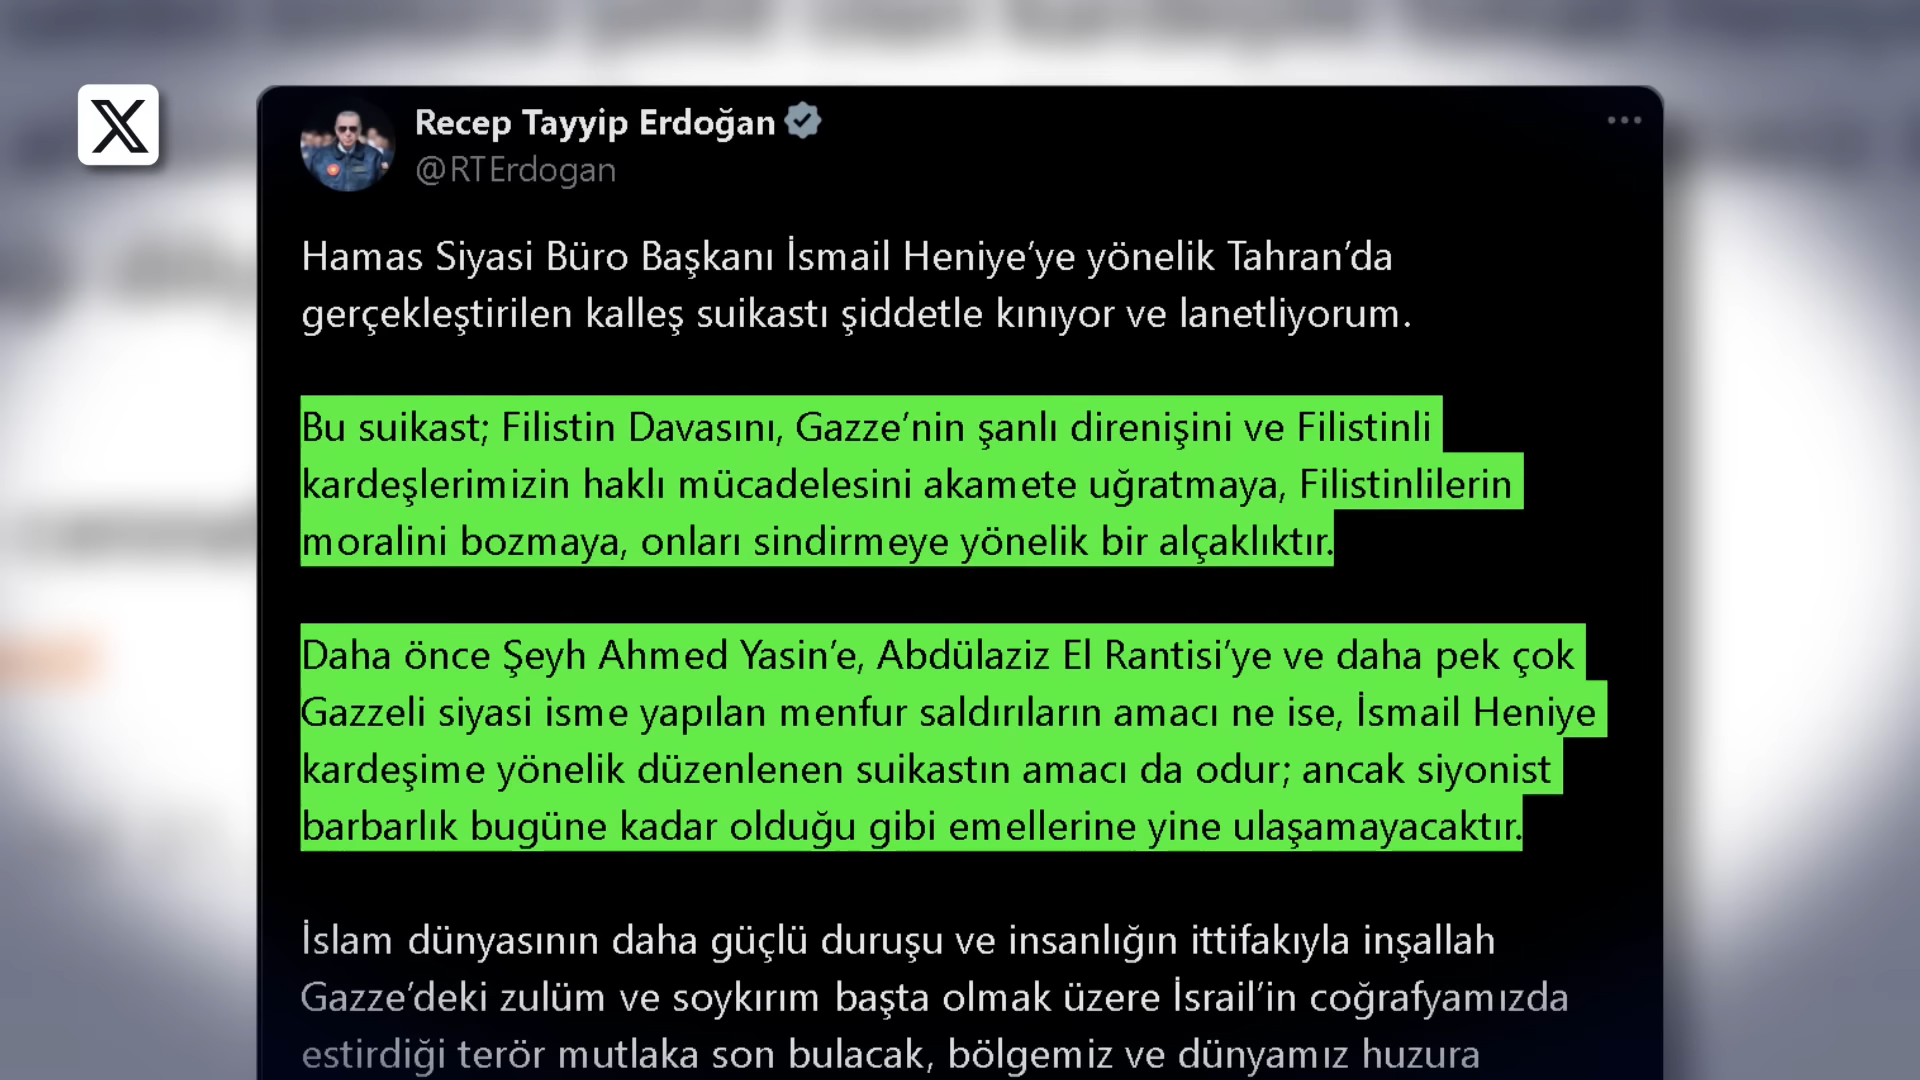 Recep Tayyip Erdoğan
@RTErdogan
Hamas Siyasi Büro Başkanı İsmail Heniye’ye yönelik Tahran’da
gerçekleştirilen kalleş suikastı şiddetle kınıyor ve lanetliyorum.
Bu suikast; Filistin Davasını, Gazze’nin şanlı direnişini ve Filistinli
kardeşlerimizin haklı mücadelesini akamete uğratmaya, Filistinlilerin
moralini bozmaya, onları sindirmeye yönelik bir alçaklıktır.
Daha önce Şeyh Ahmed Yasin’e, Abdülaziz El Rantisi’ye ve daha pek çok
Gazzeli siyasi isme yapılan menfur saldırıların amacı ne ise, İsmail Heniye
kardeşime yönelik düzenlenen suikastın amacı da odur; ancak siyonist
barbarlık bugüne kadar olduğu gibi emellerine yine ulaşamayacaktır.
İslam dünyasının daha güçlü duruşu ve insanlığın ittifakıyla inşallah
Gazze’deki zulüm ve soykırım başta olmak üzere İsrail’in coğrafyamızda
estirdiği terör mutlaka son bulacak, bölgemiz ve dünyamız huzura